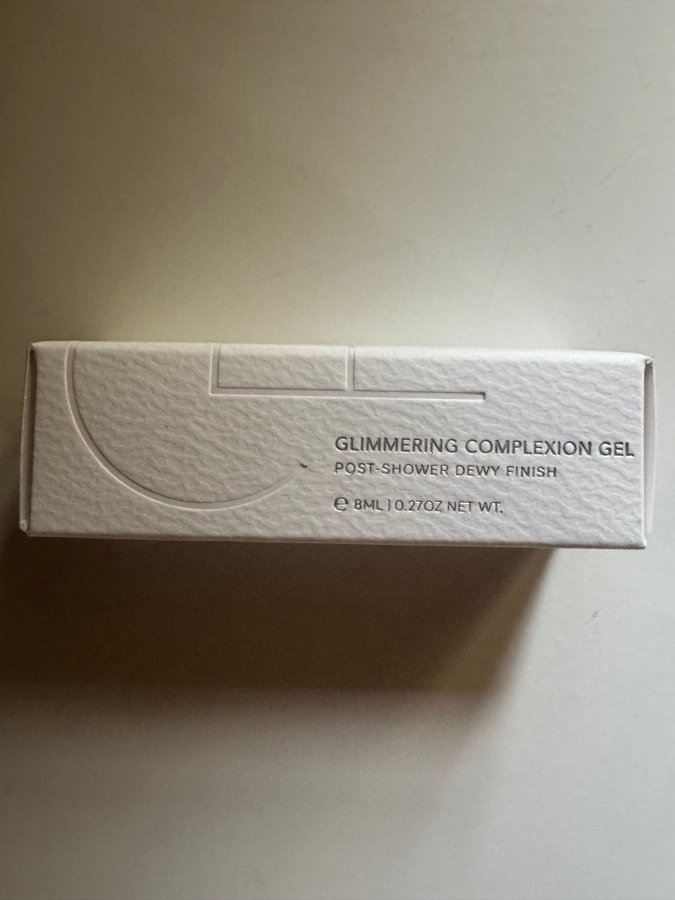 GLIMMERING COMPLEXION GEL
POST-SHOWER DEWY FINISH
℮ 8ML | 0.27OZ NET WT.